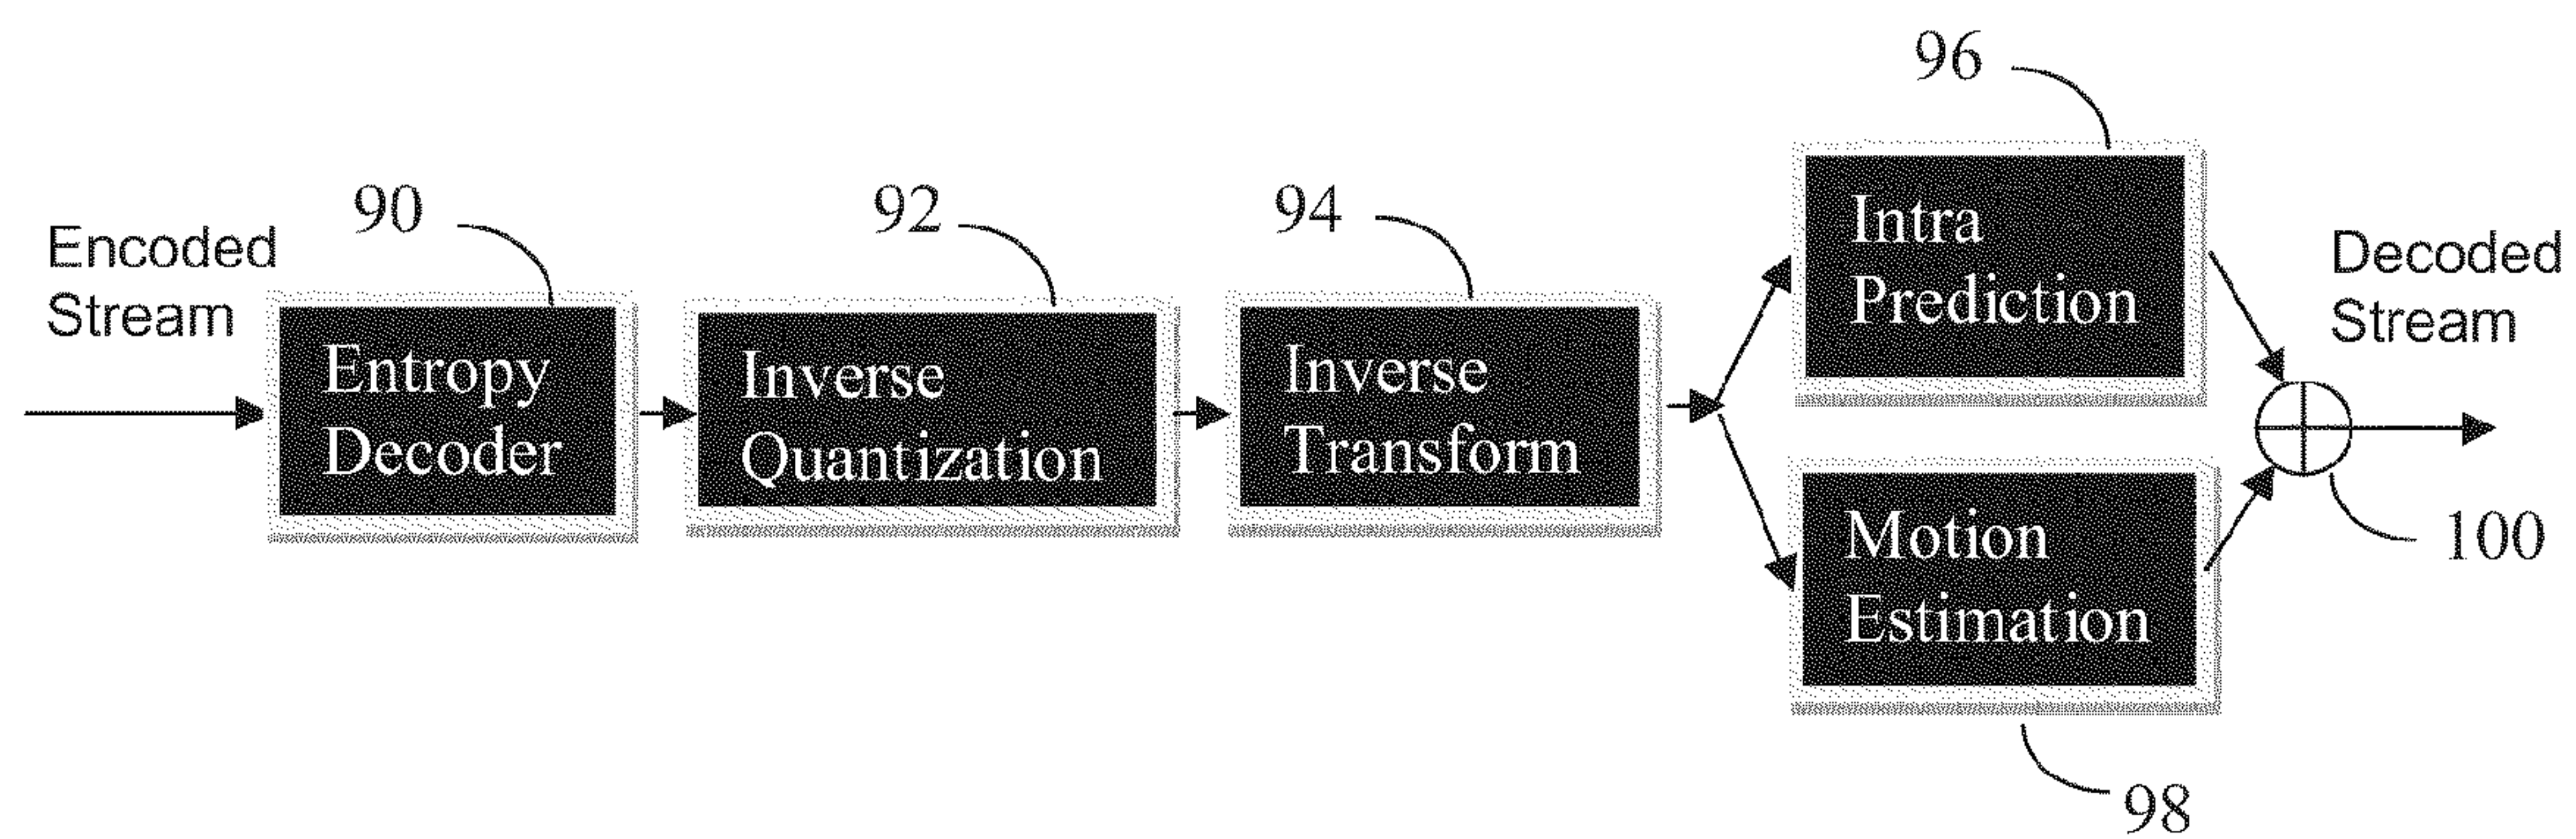 96
90
92
94
Encoded
Stream
Entropy
Decoder
Inverse
Quantization
Inverse
Transform
Intra
Prediction
Motion
Estimation
Decoded
Stream
100
98